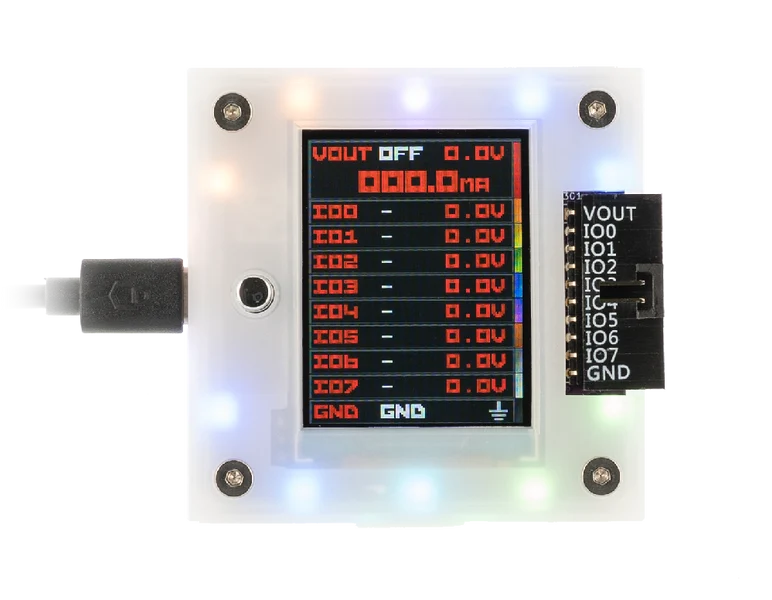 VOUT OFF 0.0V
000.0MA
IO0 - 0.0V
IO1 - 0.0V
IO2 - 0.0V
IO3 - 0.0V
IO4 - 0.0V
IO5 - 0.0V
IO6 - 0.0V
IO7 - 0.0V
GND GND
301
VOUT
IO0
IO1
IO2
IO4
IO5
IO6
IO7
GND